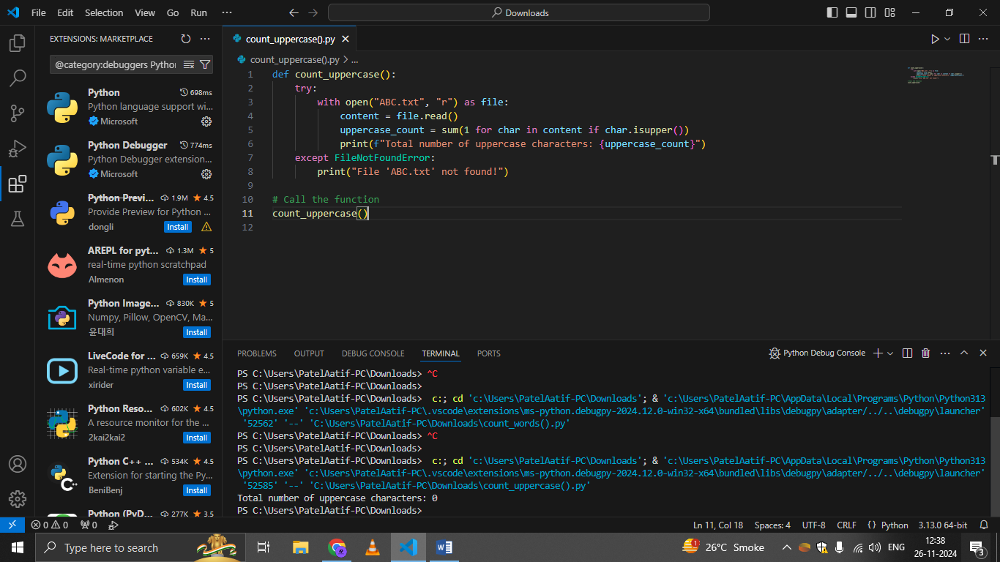 File Edit Selection View Go Run ··· Downloads
EXTENSIONS: MARKETPLACE
@category:debuggers Python
Python 698ms
Python language support wi...
Microsoft
Python Debugger 774ms
Python Debugger extension...
Microsoft
Python Previ... 1.9M 4.5
Provide Preview for Python ...
dongli Install
AREPL for pyt... 1.3M 5
real-time python scratchpad
Almenon Install
Python Image... 830K 5
Numpy, Pillow, OpenCV, Ma...
윤대희 Install
LiveCode for ... 659K 4.5
Real-time python variable e...
xirider Install
Python Reso... 602K 4.5
A resource monitor for the ...
2kai2kai2 Install
Python C++ ... 534K 4.5
Extension for starting the Py...
BeniBenj Install
Python (PyD... 277K 3.5
count_uppercase().py
count_uppercase().py > ...
1 def count_uppercase():
2 try:
3 with open("ABC.txt", "r") as file:
4 content = file.read()
5 uppercase_count = sum(1 for char in content if char.isupper())
6 print(f"Total number of uppercase characters: {uppercase_count}")
7 except FileNotFoundError:
8 print("File 'ABC.txt' not found!")
9
10 # Call the function
11 count_uppercase()
12
PROBLEMS OUTPUT DEBUG CONSOLE TERMINAL PORTS Python Debug Console
PS C:\Users\PatelAatif-PC\Downloads> ^C
PS C:\Users\PatelAatif-PC\Downloads>
PS C:\Users\PatelAatif-PC\Downloads> c:; cd 'c:\Users\PatelAatif-PC\Downloads'; & 'c:\Users\PatelAatif-PC\AppData\Local\Programs\Python\Python313
\python.exe' 'c:\Users\PatelAatif-PC\.vscode\extensions\ms-python.debugpy-2024.12.0-win32-x64\bundled\libs\debugpy\adapter/../..\debugpy\launcher'
'52562' '--' 'C:\Users\PatelAatif-PC\Downloads\count_words().py'
PS C:\Users\PatelAatif-PC\Downloads> ^C
PS C:\Users\PatelAatif-PC\Downloads>
PS C:\Users\PatelAatif-PC\Downloads> c:; cd 'c:\Users\PatelAatif-PC\Downloads'; & 'c:\Users\PatelAatif-PC\AppData\Local\Programs\Python\Python313
\python.exe' 'c:\Users\PatelAatif-PC\.vscode\extensions\ms-python.debugpy-2024.12.0-win32-x64\bundled\libs\debugpy\adapter/../..\debugpy\launcher'
'52585' '--' 'C:\Users\PatelAatif-PC\Downloads\count_uppercase().py'
Total number of uppercase characters: 0
PS C:\Users\PatelAatif-PC\Downloads>
0 0 0 Ln 11, Col 18 Spaces: 4 UTF-8 CRLF {} Python 3.13.0 64-bit
Type here to search 1 26°C Smoke ENG 12:38
26-11-2024 3